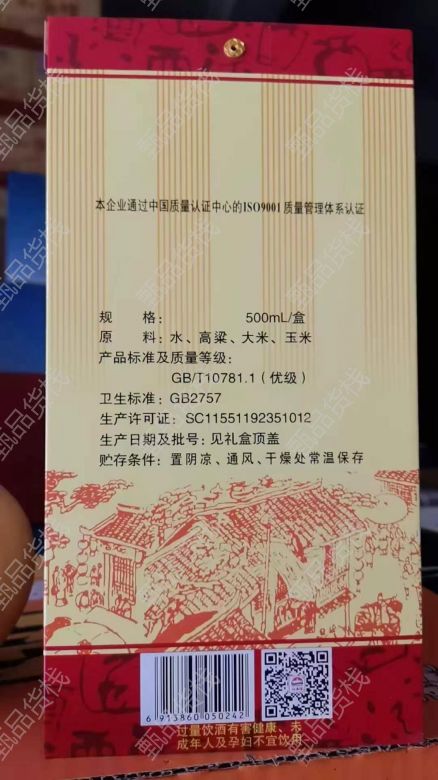 本企业通过中国质量认证中心的ISO9001质量管理体系认证
规 格： 500mL/盒
原 料：水、高粱、大米、玉米
产品标准及质量等级：
GB/T10781.1（优级）
卫生标准：GB2757
生产许可证：SC11551192351012
生产日期及批号：见礼盒顶盖
贮存条件：置阴凉、通风、干燥处常温保存
6 913860 050242
过量饮酒有害健康、未
成年人及孕妇不宜饮用
甄品货栈